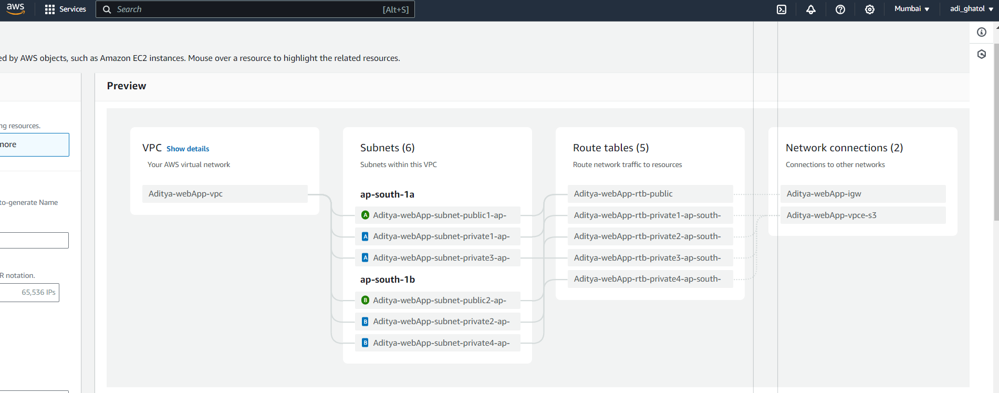 aws
Services
Search
[Alt+S]
Mumbai
adi_ghatol
ed by AWS objects, such as Amazon EC2 instances. Mouse over a resource to highlight the related resources.
ng resources.
more
to-generate Name
R notation.
65,536 IPs
Preview
VPC Show details
Your AWS virtual network
Aditya-webApp-vpc
Subnets (6)
Subnets within this VPC
ap-south-1a
A Aditya-webApp-subnet-public1-ap-
A Aditya-webApp-subnet-private1-ap-
A Aditya-webApp-subnet-private3-ap-
ap-south-1b
B Aditya-webApp-subnet-public2-ap-
B Aditya-webApp-subnet-private2-ap-
B Aditya-webApp-subnet-private4-ap-
Route tables (5)
Route network traffic to resources
Aditya-webApp-rtb-public
Aditya-webApp-rtb-private1-ap-south-
Aditya-webApp-rtb-private2-ap-south-
Aditya-webApp-rtb-private3-ap-south-
Aditya-webApp-rtb-private4-ap-south-
Network connections (2)
Connections to other networks
Aditya-webApp-igw
Aditya-webApp-vpce-s3